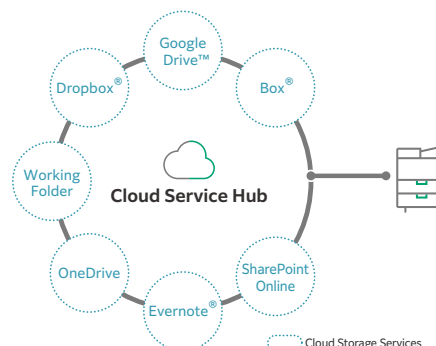 Google
Drive™
Dropbox®
Box®
Working
Folder
Cloud Service Hub
OneDrive
SharePoint
Online
Evernote®
Cloud Storage Services